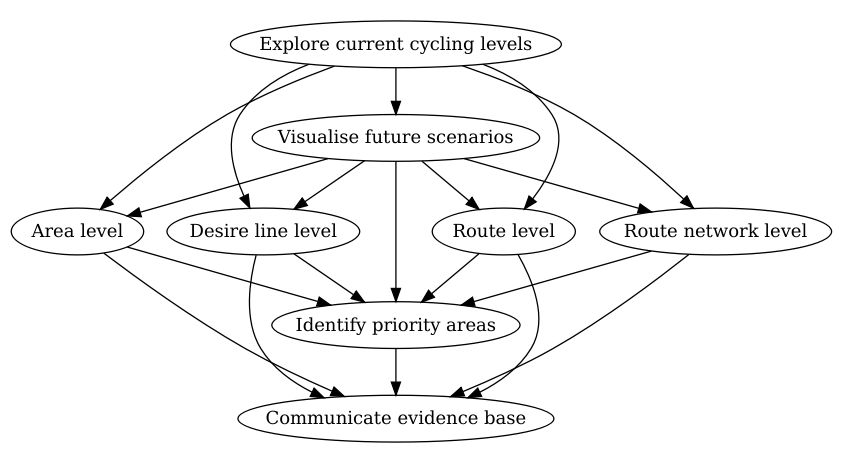 Explore current cycling levels
Visualise future scenarios
Area level
Desire line level
Route level
Route network level
Identify priority areas
Communicate evidence base